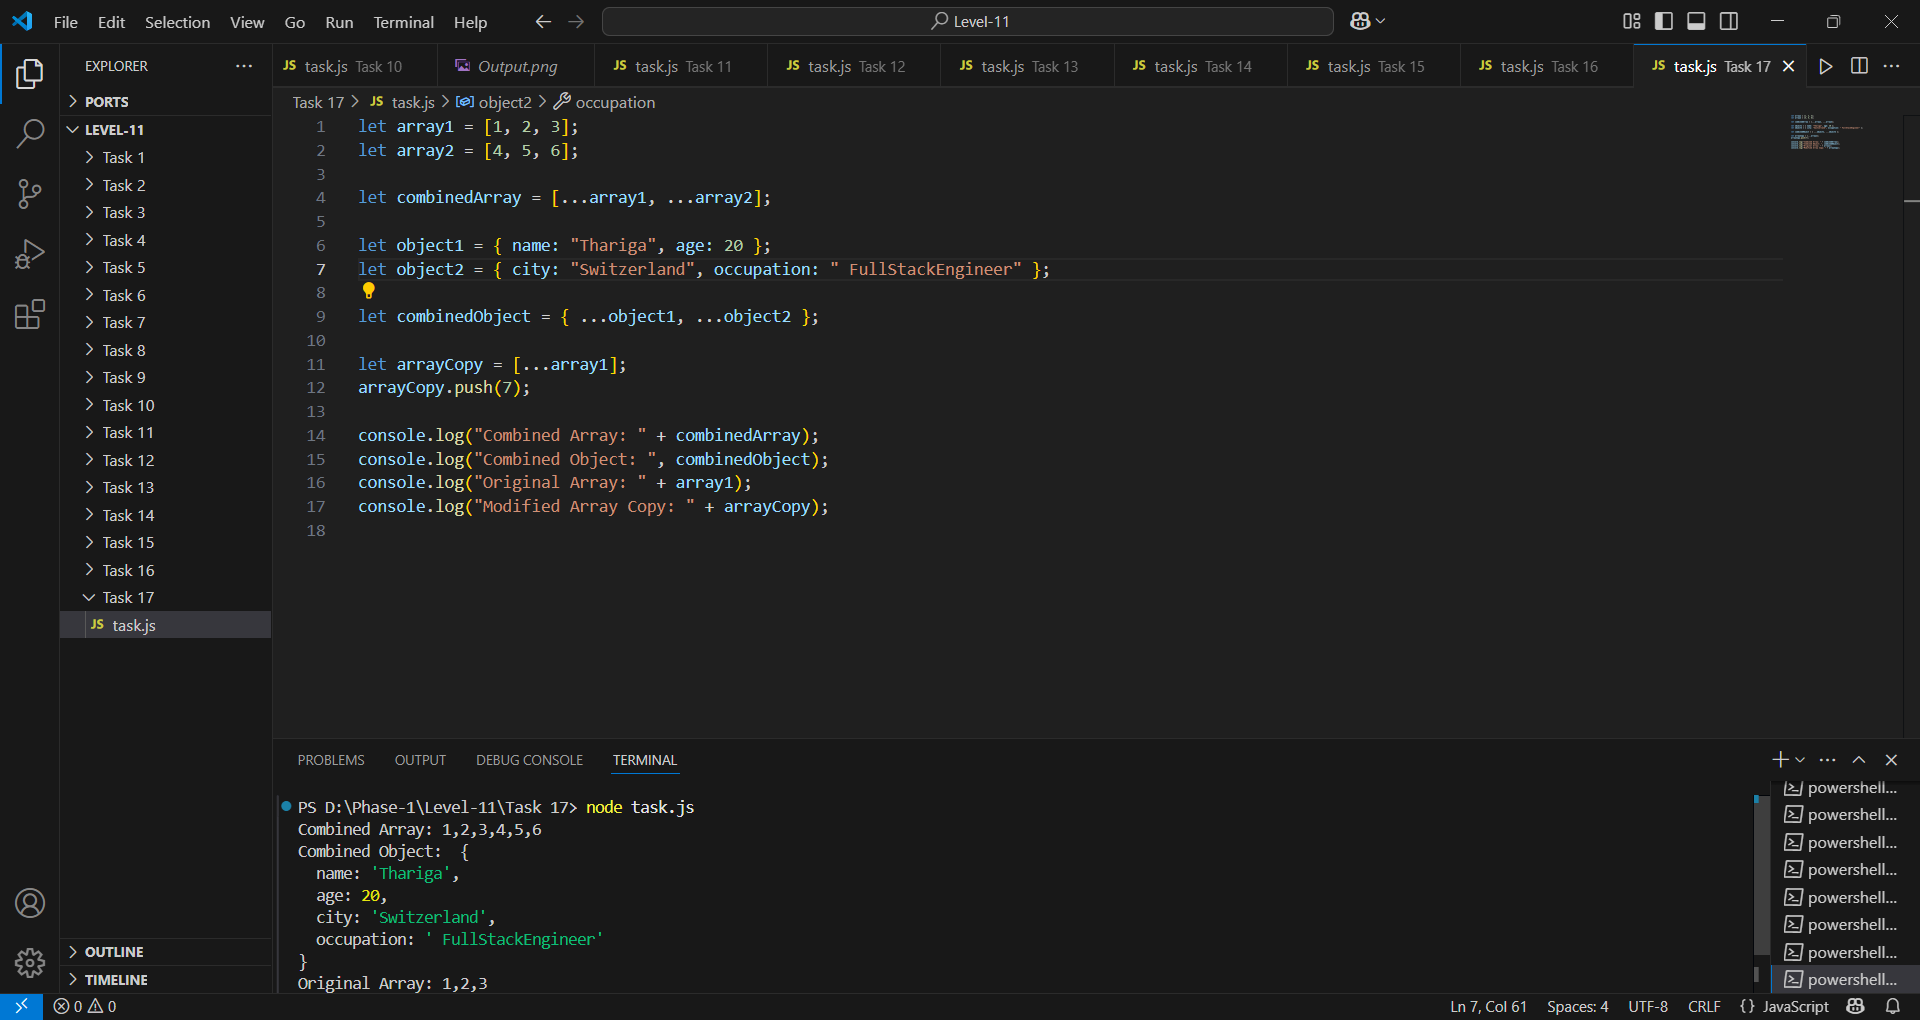 File Edit Selection View Go Run Terminal Help
Level-11
EXPLORER
PORTS
LEVEL-11
Task 1
Task 2
Task 3
Task 4
Task 5
Task 6
Task 7
Task 8
Task 9
Task 10
Task 11
Task 12
Task 13
Task 14
Task 15
Task 16
Task 17
JS task.js
OUTLINE
TIMELINE
JS task.js Task 10
Output.png
JS task.js Task 11
JS task.js Task 12
JS task.js Task 13
JS task.js Task 14
JS task.js Task 15
JS task.js Task 16
JS task.js Task 17
Task 17 > JS task.js > object2 > occupation
1 let array1 = [1, 2, 3];
2 let array2 = [4, 5, 6];
3
4 let combinedArray = [...array1, ...array2];
5
6 let object1 = { name: "Thariga", age: 20 };
7 let object2 = { city: "Switzerland", occupation: " FullStackEngineer" };
8
9 let combinedObject = { ...object1, ...object2 };
10
11 let arrayCopy = [...array1];
12 arrayCopy.push(7);
13
14 console.log("Combined Array: " + combinedArray);
15 console.log("Combined Object: ", combinedObject);
16 console.log("Original Array: " + array1);
17 console.log("Modified Array Copy: " + arrayCopy);
18
PROBLEMS OUTPUT DEBUG CONSOLE TERMINAL
PS D:\Phase-1\Level-11\Task 17> node task.js
Combined Array: 1,2,3,4,5,6
Combined Object:  {
  name: 'Thariga',
  age: 20,
  city: 'Switzerland',
  occupation: ' FullStackEngineer'
}
Original Array: 1,2,3
powershell...
powershell...
powershell...
powershell...
powershell...
powershell...
powershell...
powershell...
0 0
Ln 7, Col 61 Spaces: 4 UTF-8 CRLF {} JavaScript